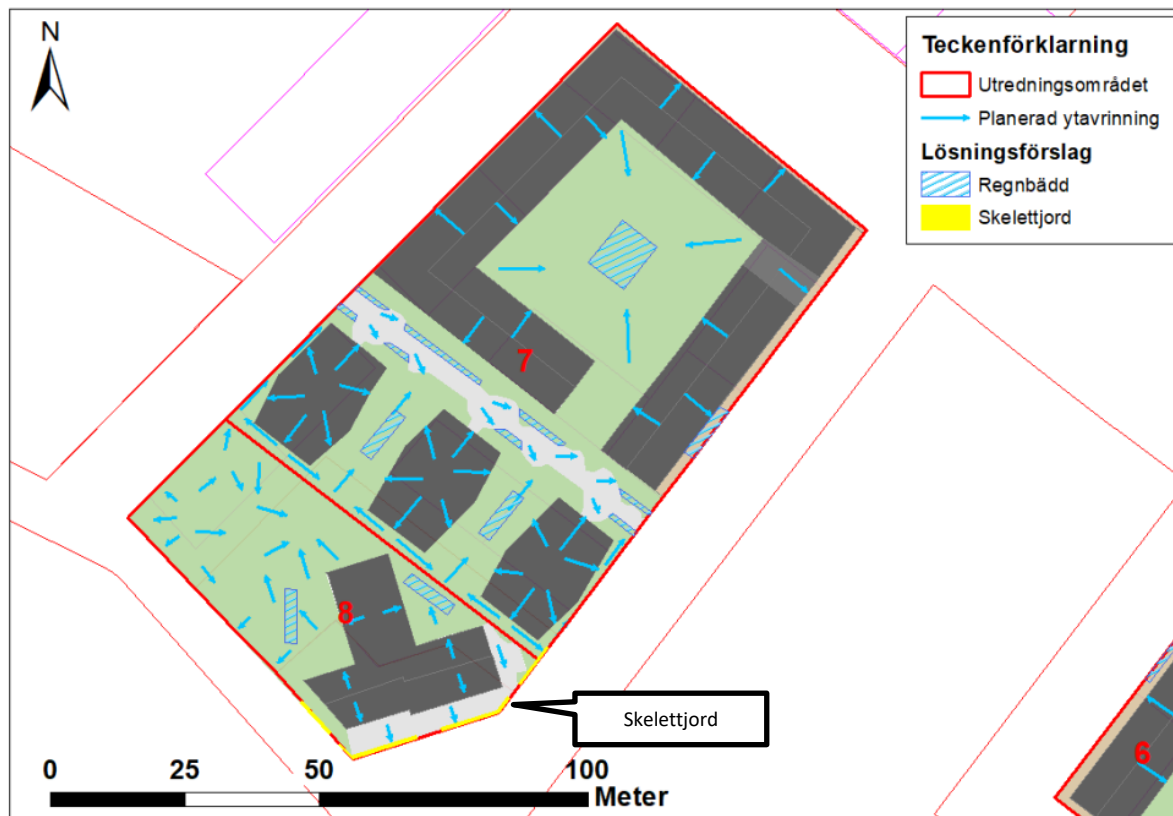 N
Teckenförklarning
Utredningsområdet
Planerad ytavrinning
Lösningsförslag
Regnbädd
Skelettjord
7
8
Skelettjord
6
0 25 50 100
Meter